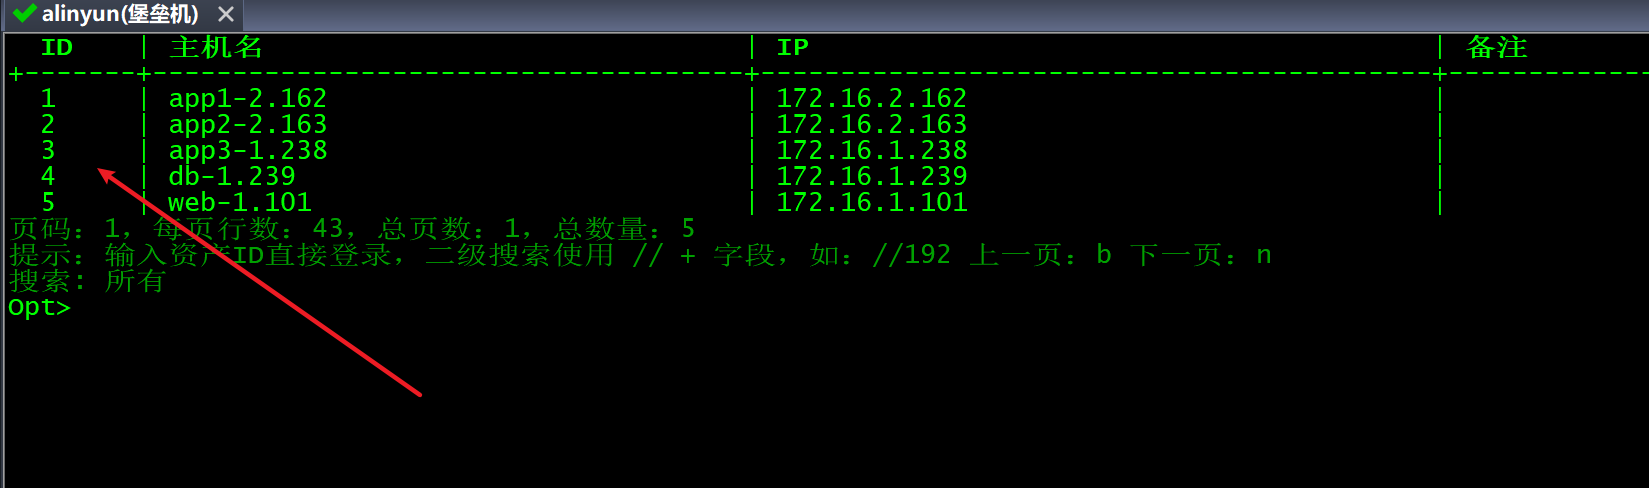 alinyun(堡垒机)
ID | 主机名 | IP | 备注
1 | app1-2.162 | 172.16.2.162 |
2 | app2-2.163 | 172.16.2.163 |
3 | app3-1.238 | 172.16.1.238 |
4 | db-1.239 | 172.16.1.239 |
5 | web-1.101 | 172.16.1.101 |
页码：1，每页行数：43，总页数：1，总数量：5
提示：输入资产ID直接登录，二级搜索使用 // + 字段，如：//192 上一页：b 下一页：n
搜索：所有
Opt>